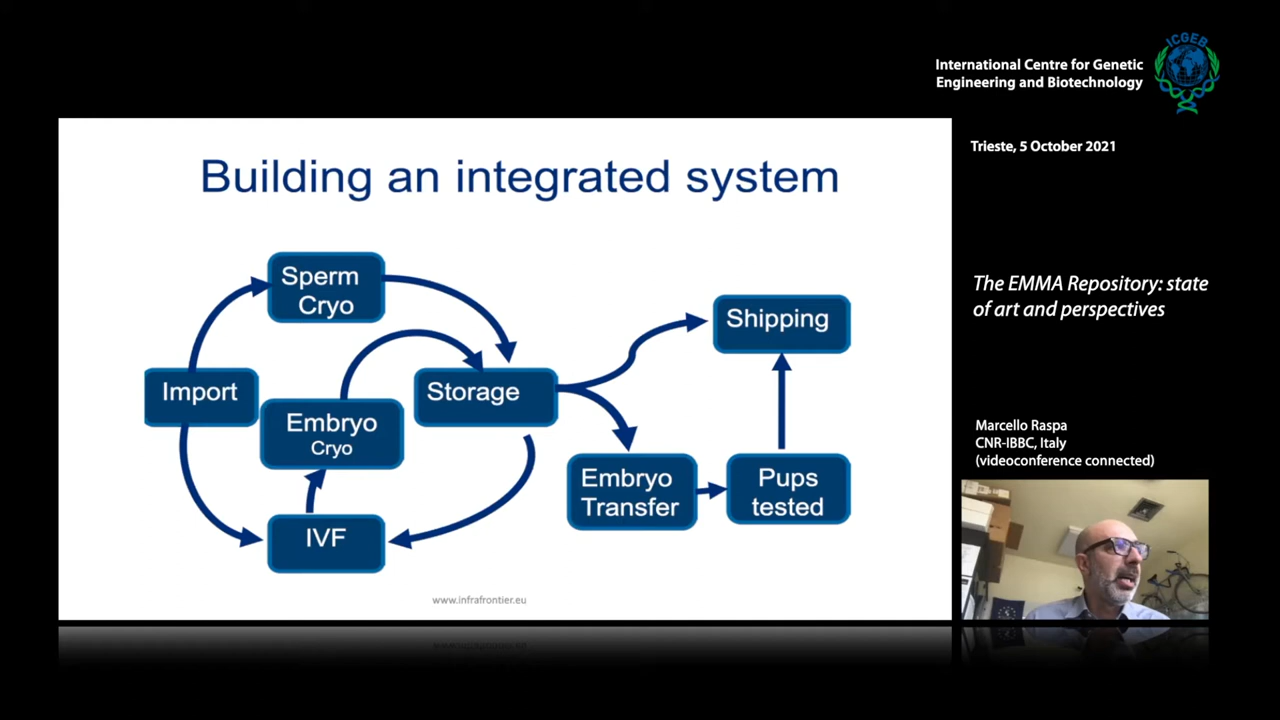 ICGEB
International Centre for Genetic
Engineering and Biotechnology
Trieste, 5 October 2021
Building an integrated system
Sperm
Cryo
Import
Embryo
Cryo
IVF
Storage
Shipping
Embryo
Transfer
Pups
tested
www.infrafrontier.eu
The EMMA Repository: state
of art and perspectives
Marcello Raspa
CNR-IBBC, Italy
(videoconference connected)